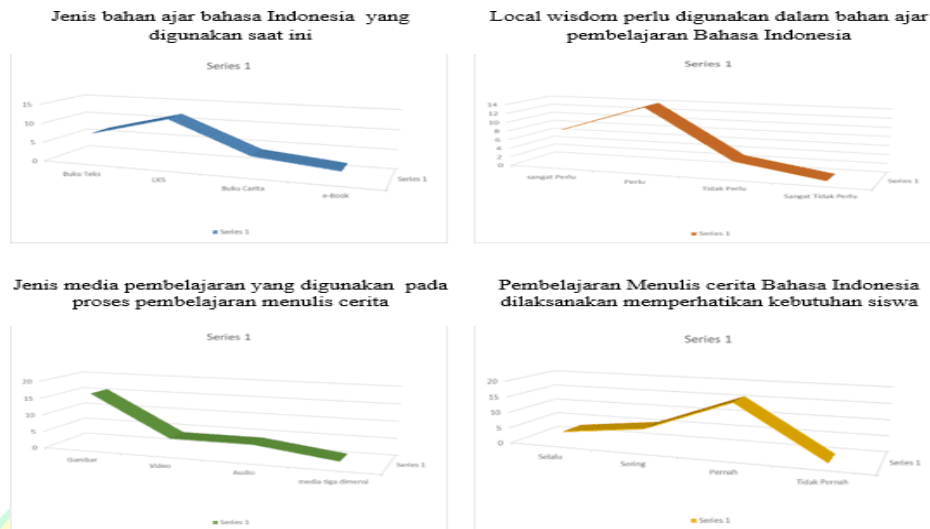 Jenis bahan ajar bahasa Indonesia yang
digunakan saat ini
Series 1
15
10
5
0
Buku Teks
LKS
Buku Cerita
e-Book
Series 1
Series 1
Local wisdom perlu digunakan dalam bahan ajar
pembelajaran Bahasa Indonesia
Series 1
14
12
10
8
6
4
2
0
sangat Perlu
Perlu
Tidak Perlu
Sangat Tidak Perlu
Series 1
Series 1
Jenis media pembelajaran yang digunakan pada
proses pembelajaran menulis cerita
Series 1
20
15
10
5
0
Gambar
Video
Audio
media tiga dimensi
Series 1
Series 1
Pembelajaran Menulis cerita Bahasa Indonesia
dilaksanakan memperhatikan kebutuhan siswa
Series 1
20
15
10
5
0
Selalu
Sering
Pernah
Tidak Pernah
Series 1
Series 1